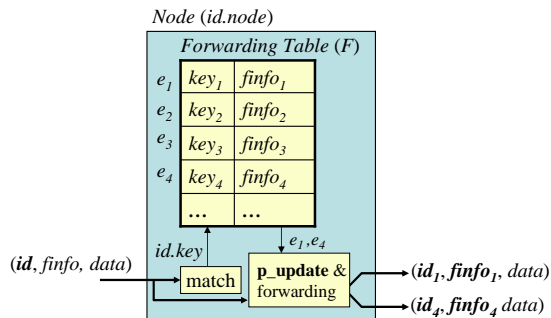 Node (id.node)
Forwarding Table (F)
e1 key1 finfo1
e2 key2 finfo2
e3 key3 finfo3
e4 key4 finfo4
... ...
id.key
e1,e4
(id, finfo, data)
match
p_update &
forwarding
(id1, finfo1, data)
(id4, finfo4 data)